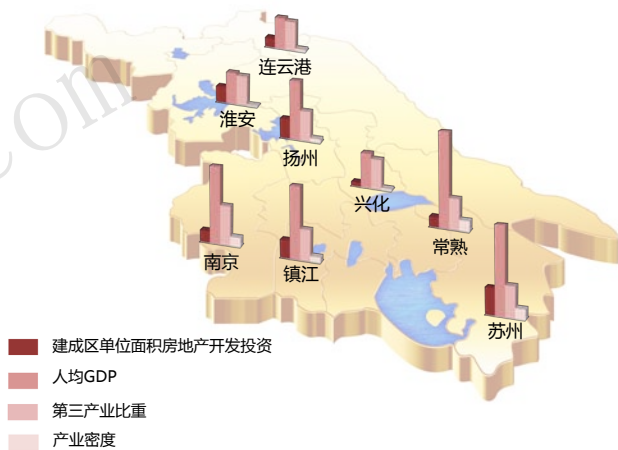 com
连云港
淮安
扬州
兴化
南京
镇江
常熟
苏州
建成区单位面积房地产开发投资
人均GDP
第三产业比重
产业密度